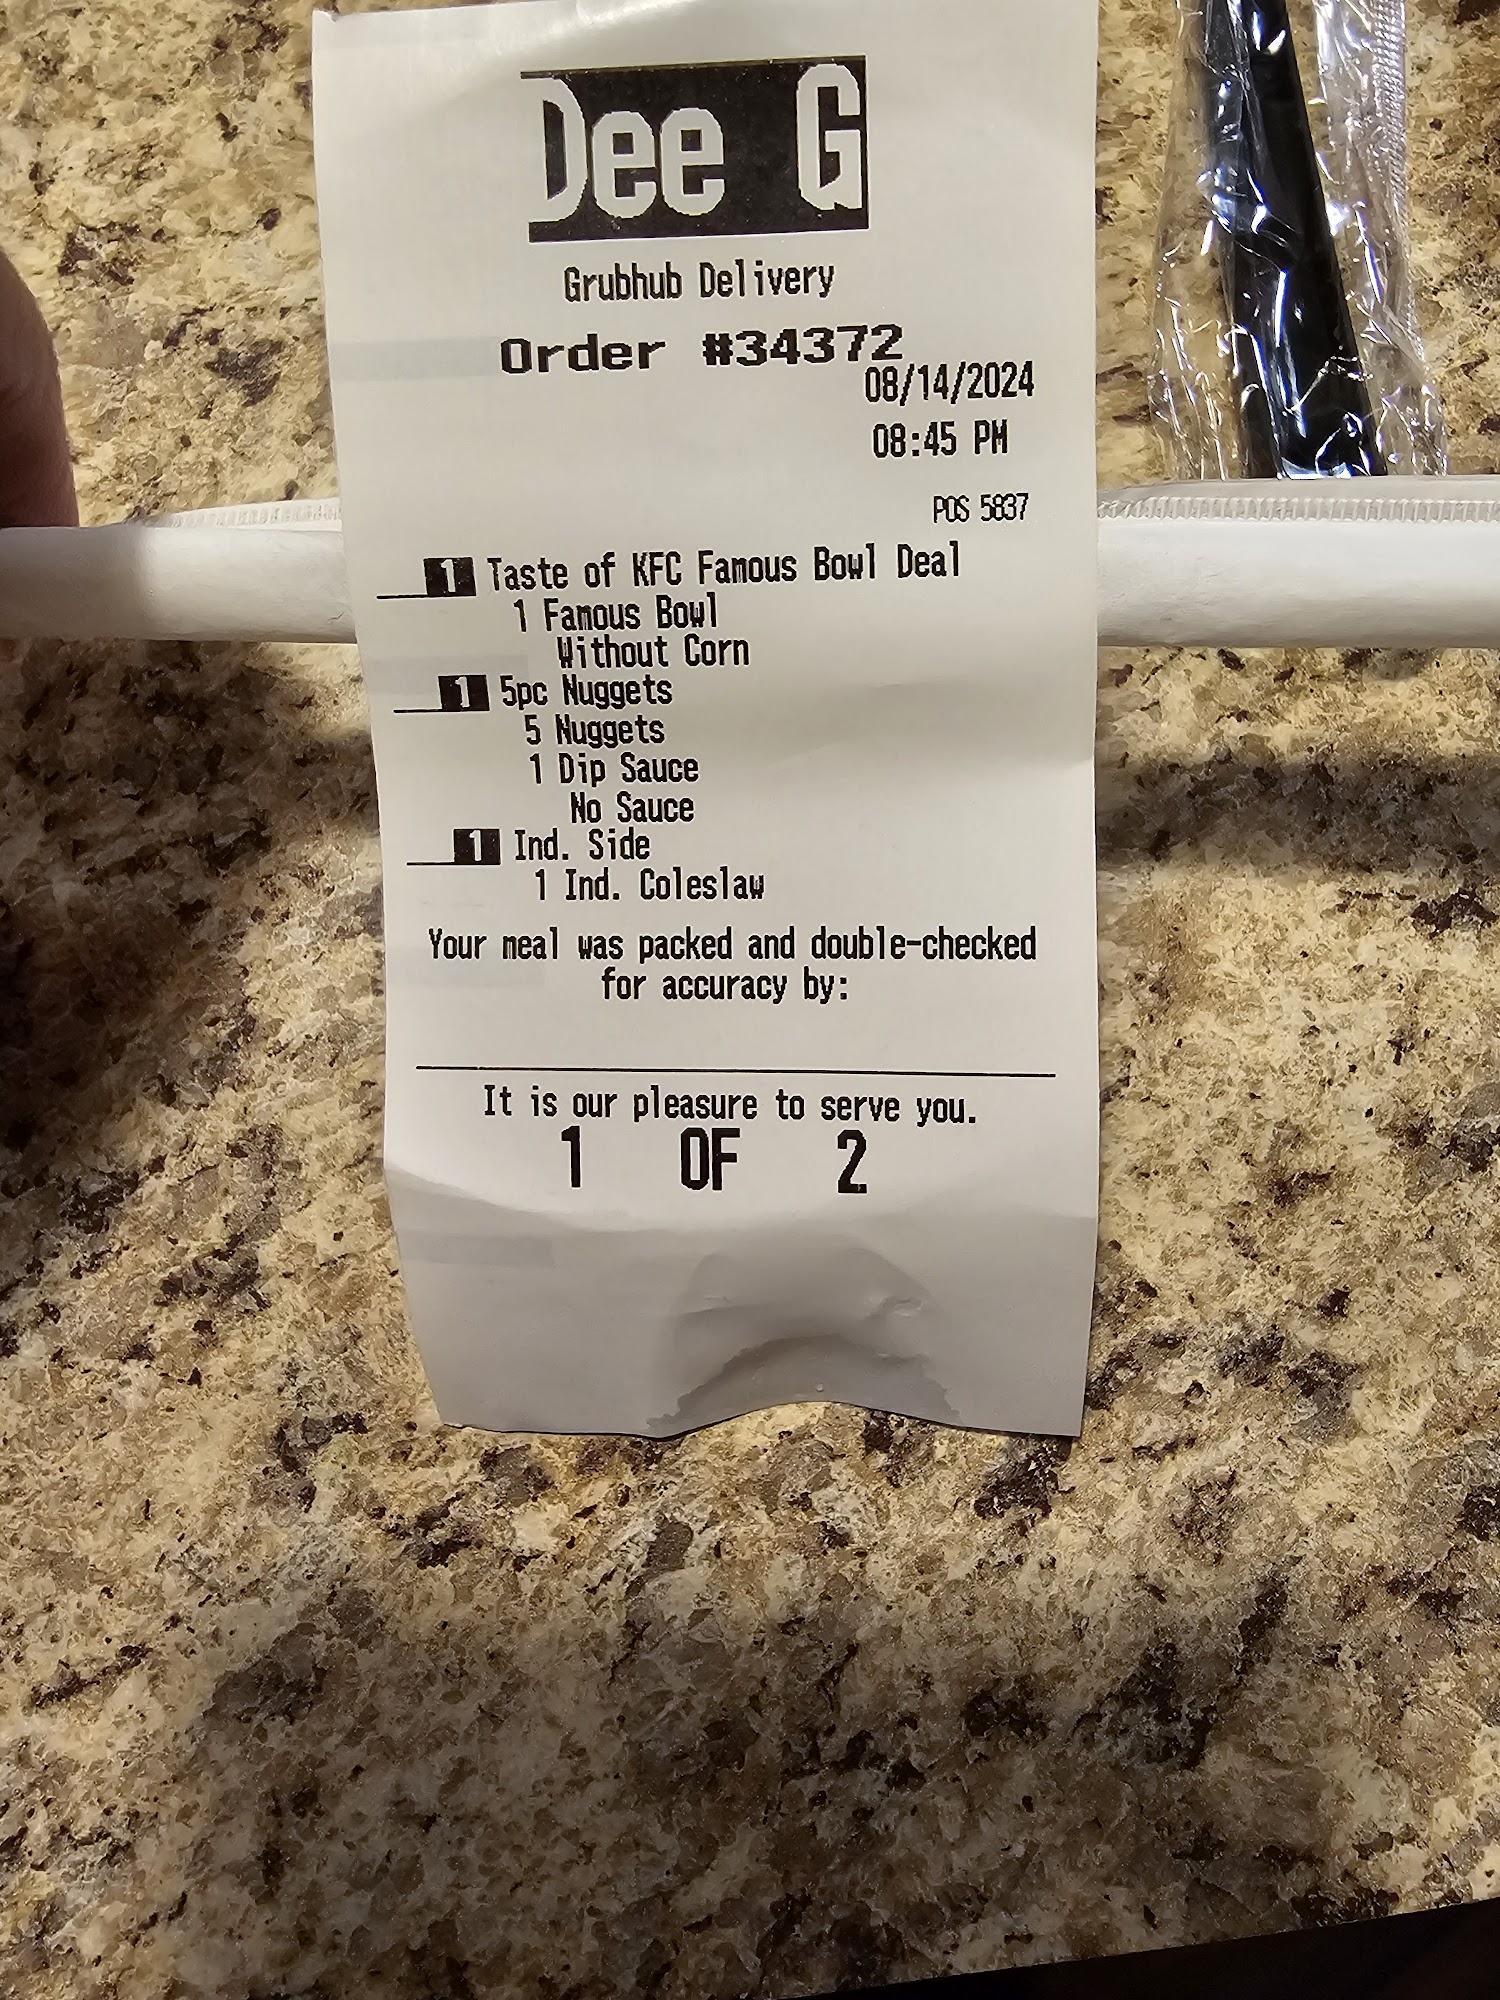 Dee G
Grubhub Delivery
Order #34372
08/14/2024
08:45 PM
POS 5837
1 Taste of KFC Famous Bowl Deal
1 Famous Bowl
Without Corn
1 5pc Nuggets
5 Nuggets
1 Dip Sauce
No Sauce
1 Ind. Side
1 Ind. Coleslaw
Your meal was packed and double-checked
for accuracy by:
It is our pleasure to serve you.
1 OF 2